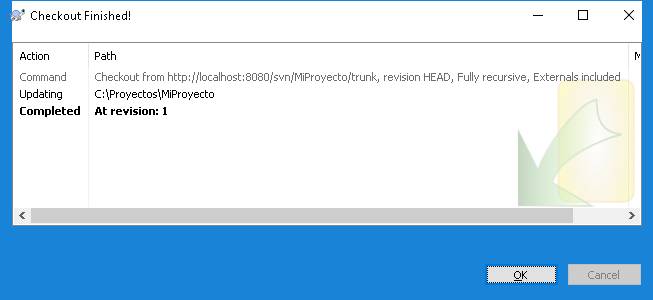 Checkout Finished!
Action Path M
Command Checkout from http://localhost:8080/svn/MiProyecto/trunk, revision HEAD, Fully recursive, Externals included
Updating C:\Proyectos\MiProyecto
Completed At revision: 1
OK Cancel